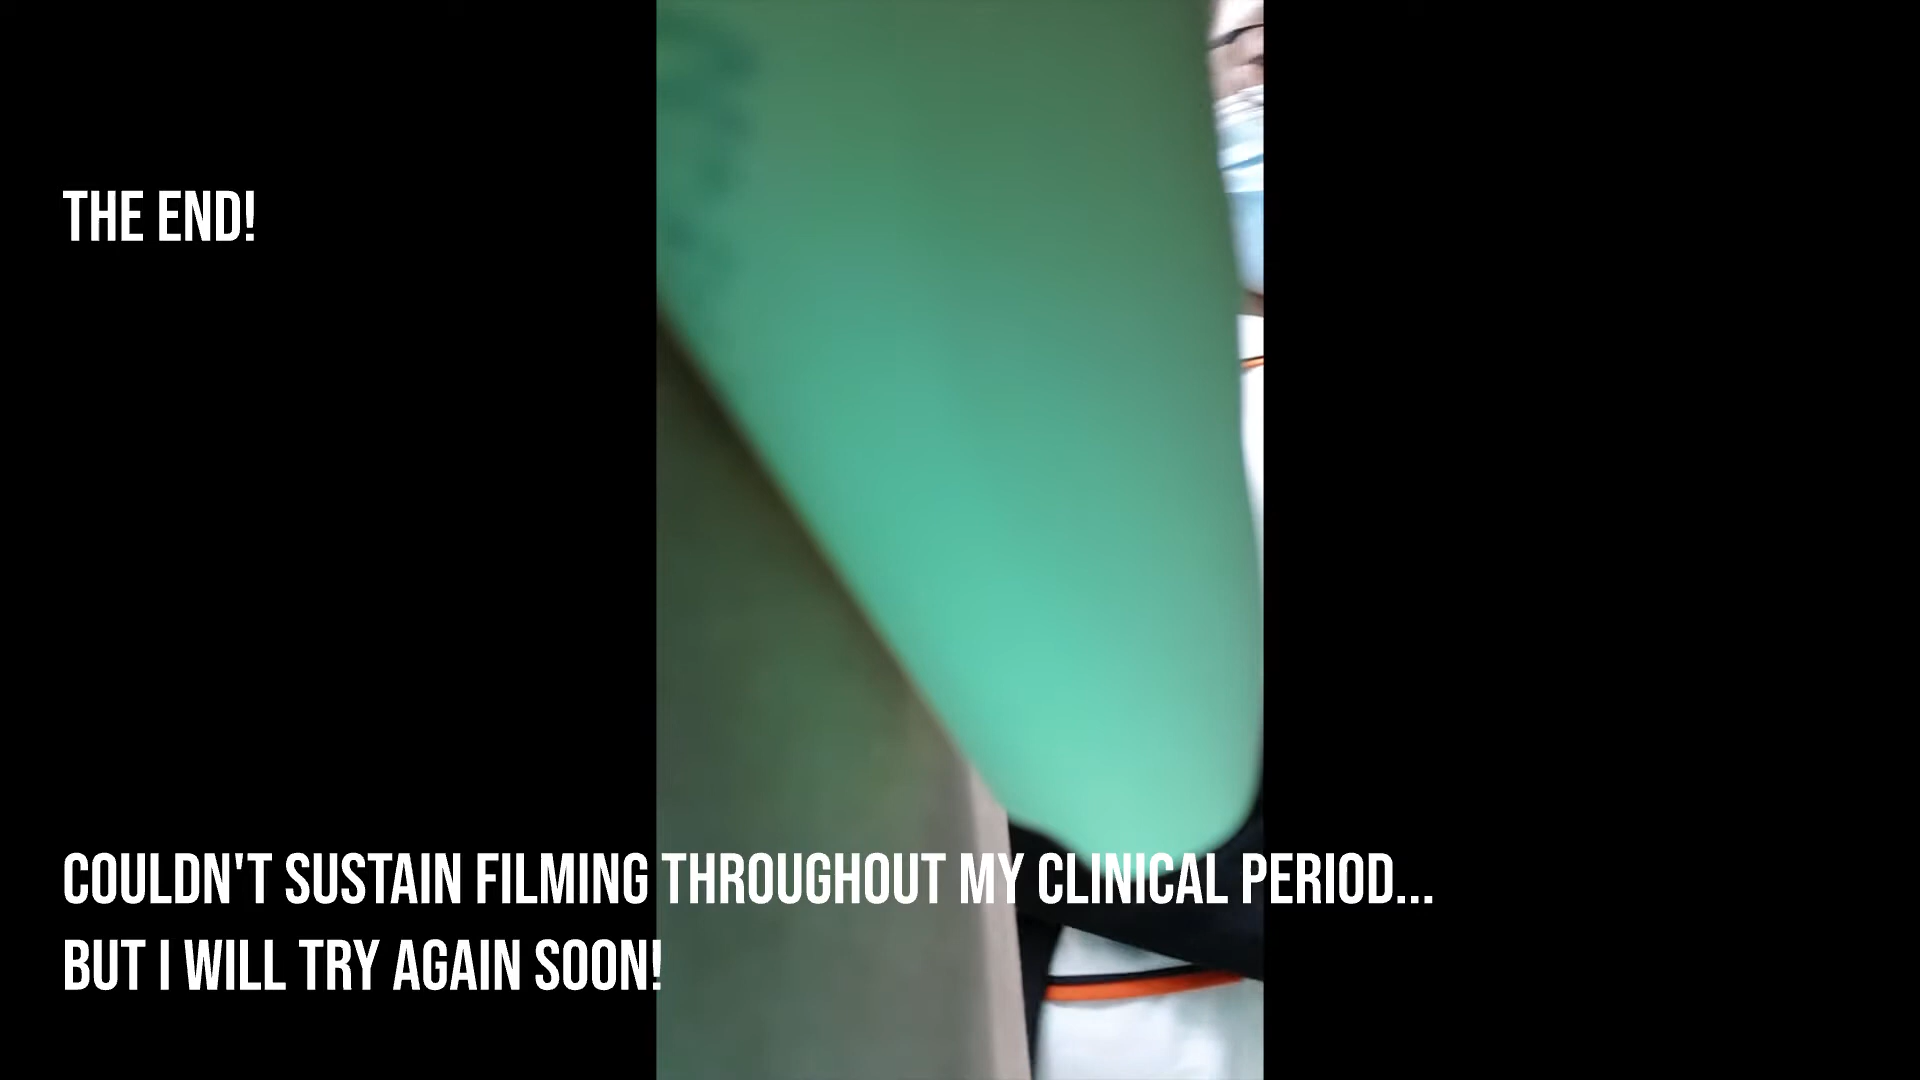 THE END!
COULDN'T SUSTAIN FILMING THROUGHOUT MY CLINICAL PERIOD...
BUT I WILL TRY AGAIN SOON!